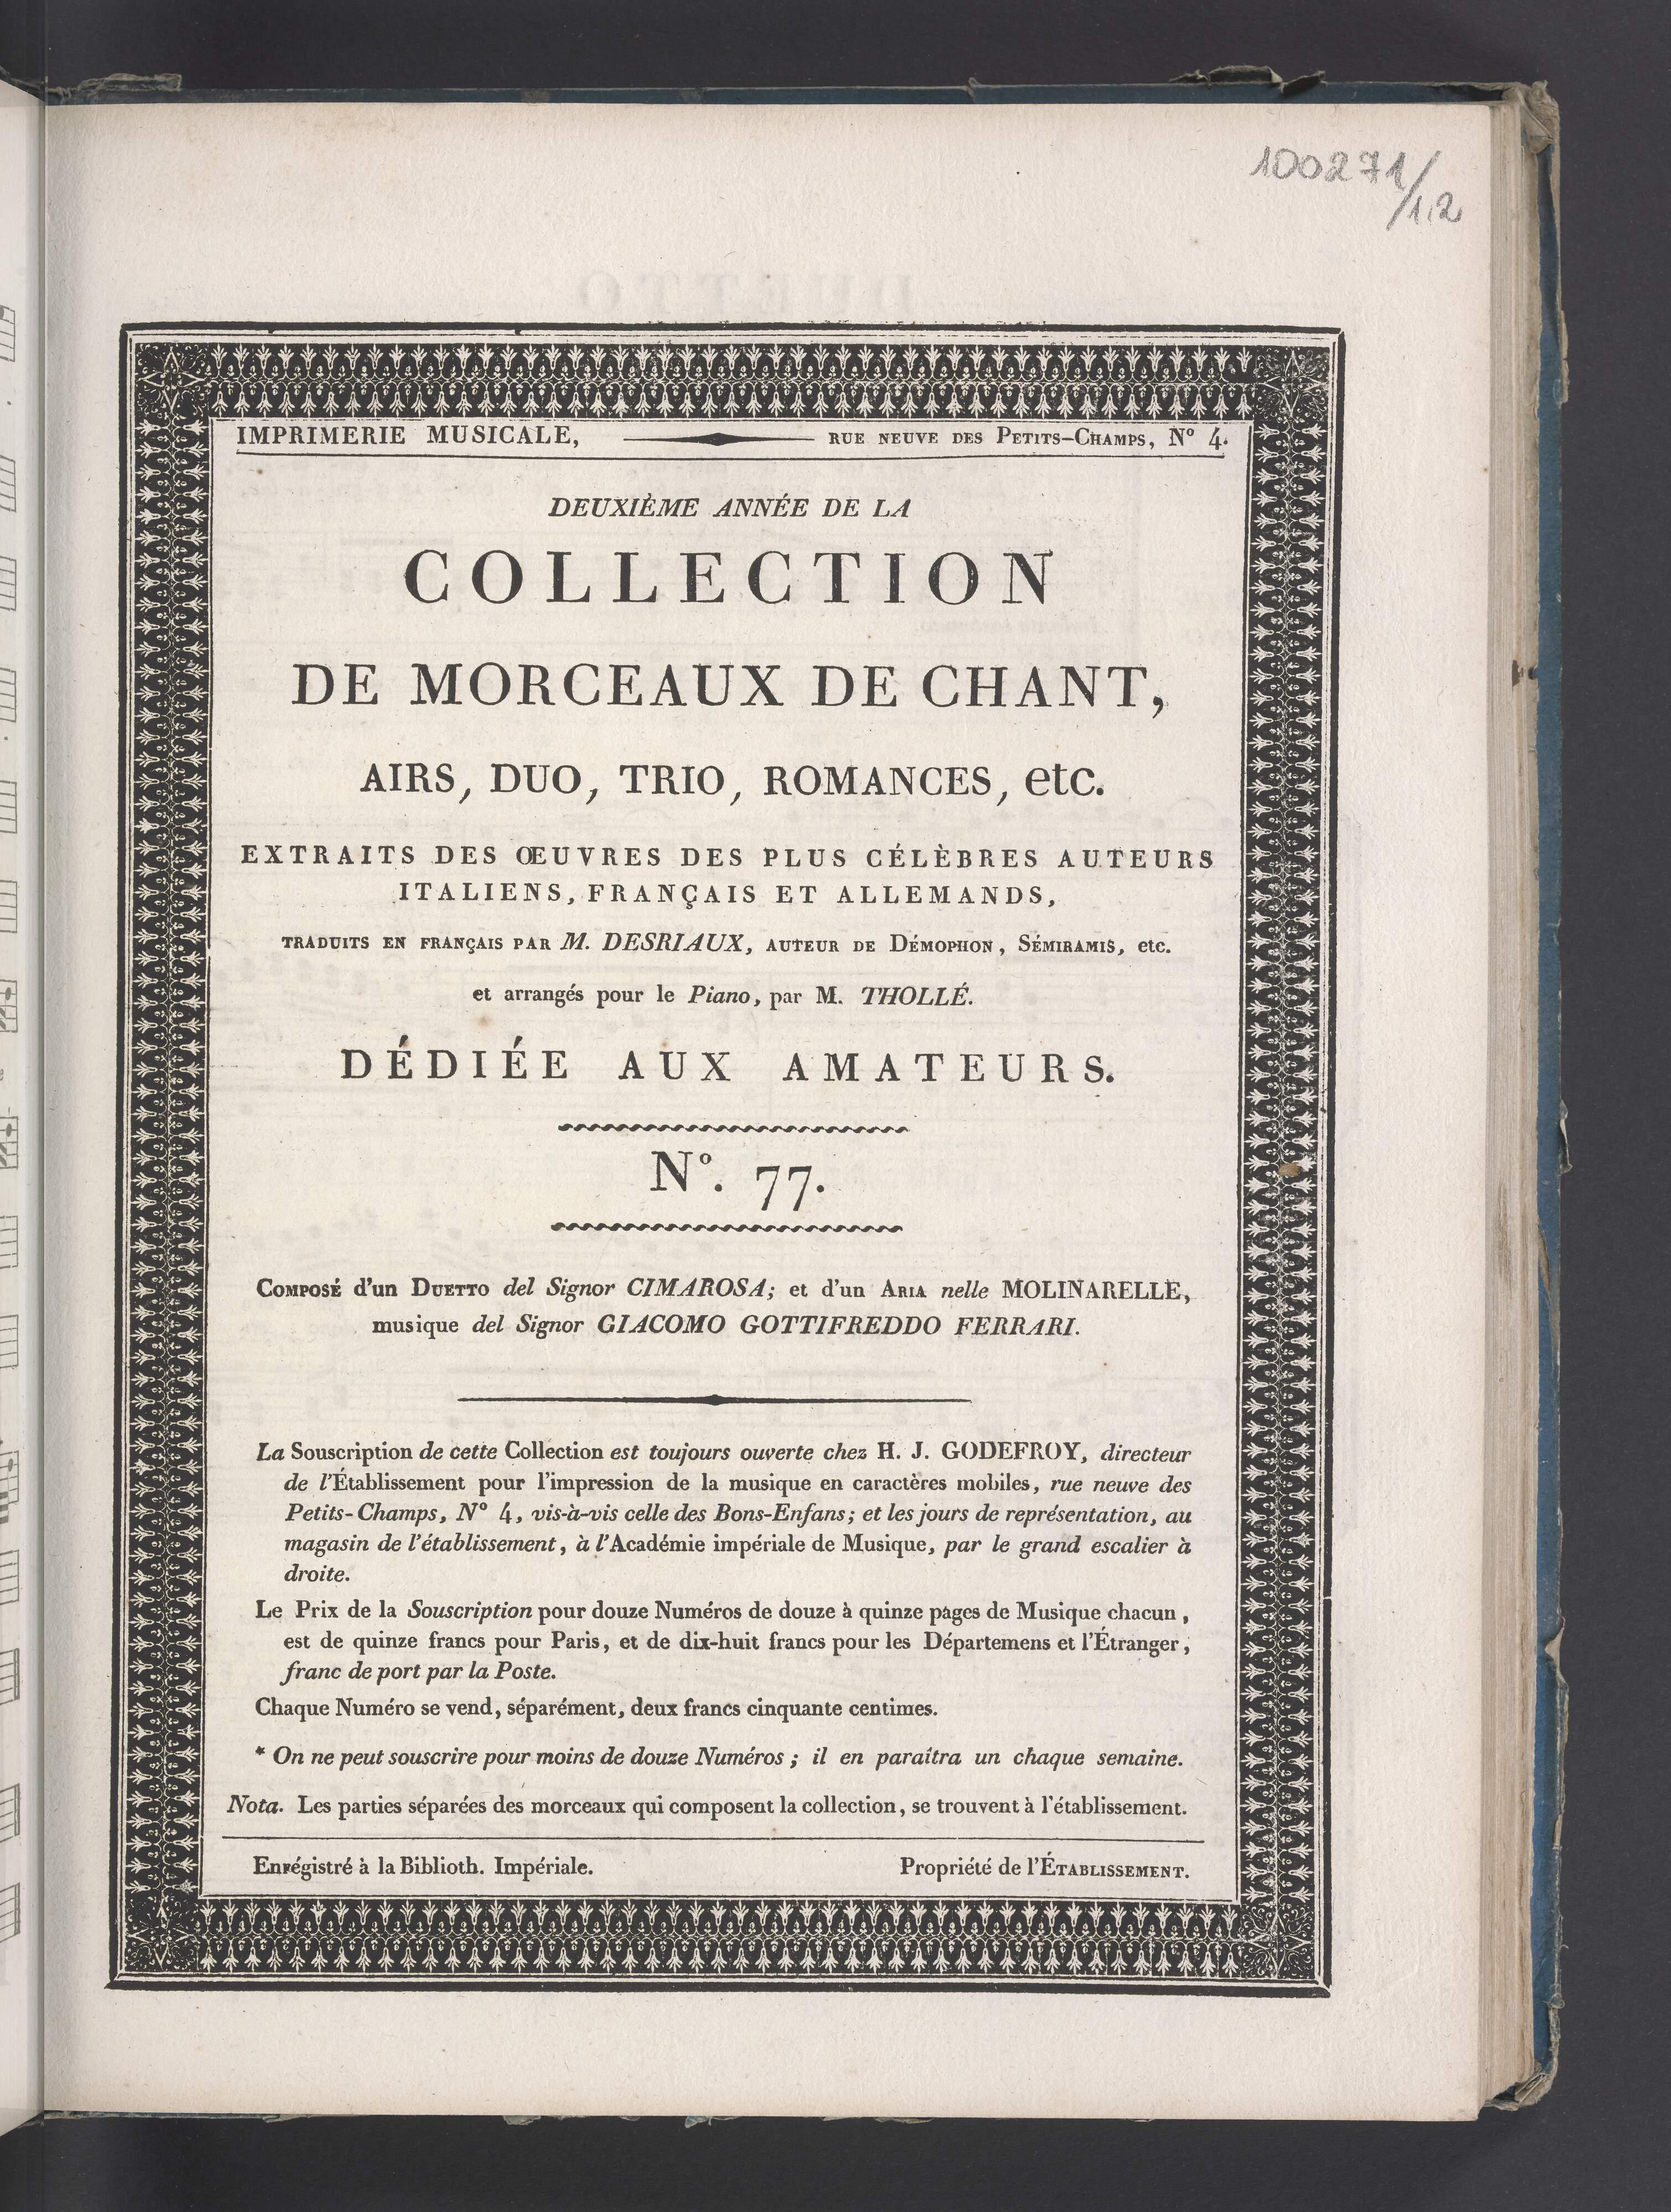 100271/1,2
IMPRIMERIE MUSICALE, RUE NEUVE DES PETITS-CHAMPS, Nº 4.
DEUXIÈME ANNÉE DE LA
COLLECTION
DE MORCEAUX DE CHANT,
AIRS, DUO, TRIO, ROMANCES, etc.
EXTRAITS DES ŒUVRES DES PLUS CÉLÈBRES AUTEURS
ITALIENS, FRANÇAIS ET ALLEMANDS,
TRADUITS EN FRANÇAIS PAR M. DESRIAUX, AUTEUR DE DÉMOPHON, SÉMIRAMIS, etc.
et arrangés pour le Piano, par M. THOLLÉ.
DÉDIÉE AUX AMATEURS.
Nº. 77.
COMPOSÉ d'un DUETTO del Signor CIMAROSA; et d'un ARIA nelle MOLINARELLE,
musique del Signor GIACOMO GOTTIFREDDO FERRARI.
La Souscription de cette Collection est toujours ouverte chez H. J. GODEFROY, directeur
de l'Établissement pour l'impression de la musique en caractères mobiles, rue neuve des
Petits-Champs, Nº 4, vis-à-vis celle des Bons-Enfans; et les jours de représentation, au
magasin de l'établissement, à l'Académie impériale de Musique, par le grand escalier à
droite.
Le Prix de la Souscription pour douze Numéros de douze à quinze pages de Musique chacun,
est de quinze francs pour Paris, et de dix-huit francs pour les Départemens et l'Étranger,
franc de port par la Poste.
Chaque Numéro se vend, séparément, deux francs cinquante centimes.
* On ne peut souscrire pour moins de douze Numéros; il en paraîtra un chaque semaine.
Nota. Les parties séparées des morceaux qui composent la collection, se trouvent à l'établissement.
Enrégistré à la Biblioth. Impériale. Propriété de l'ÉTABLISSEMENT.